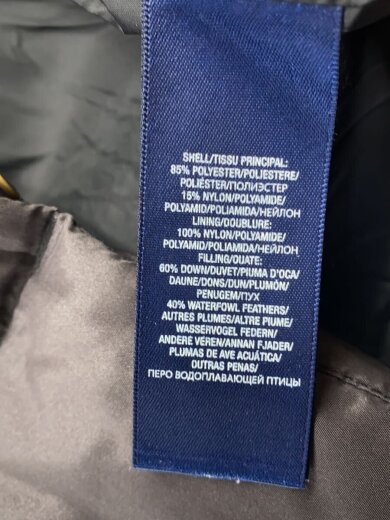 SHELL/TISSU PRINCIPAL:
85% POLYESTER/POLIESTERE/
POLIÉSTER/ПОЛИЭСТЕР
15% NYLON/POLYAMIDE/
POLYAMID/POLIAMIDA/НЕЙЛОН
LINING/DOUBLURE:
100% NYLON/POLYAMIDE/
POLYAMID/POLIAMIDA/НЕЙЛОН
FILLING/OUATE:
60% DOWN/DUVET/PIUMA D'OCA/
DAUNE/DONS/DUN/PLUMÓN/
PENUGEM/ПУХ
40% WATERFOWL FEATHERS/
AUTRES PLUMES/ALTRE PIUME/
WASSERVOGEL FEDERN/
ANDERE VEREN/ANNAN FJADER/
PLUMAS DE AVE ACUÁTICA/
OUTRAS PENAS/
ПЕРО ВОДОПЛАВАЮЩЕЙ ПТИЦЫ